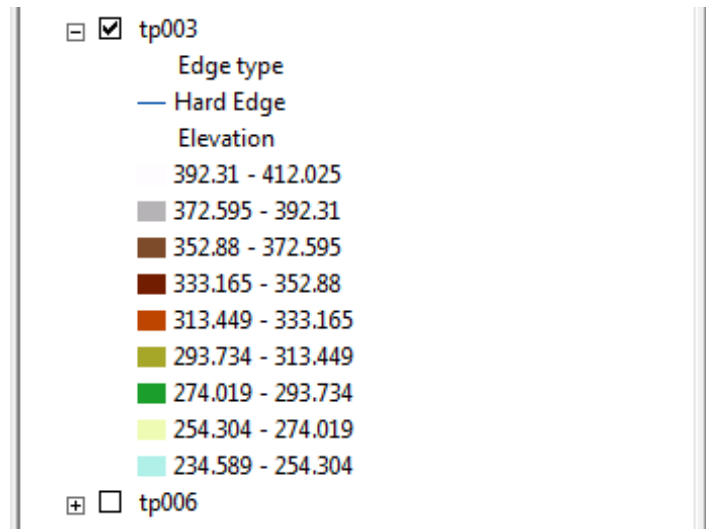 tp003
Edge type
Hard Edge
Elevation
392.31 - 412.025
372.595 - 392.31
352.88 - 372.595
333.165 - 352.88
313.449 - 333.165
293.734 - 313.449
274.019 - 293.734
254.304 - 274.019
234.589 - 254.304
tp006